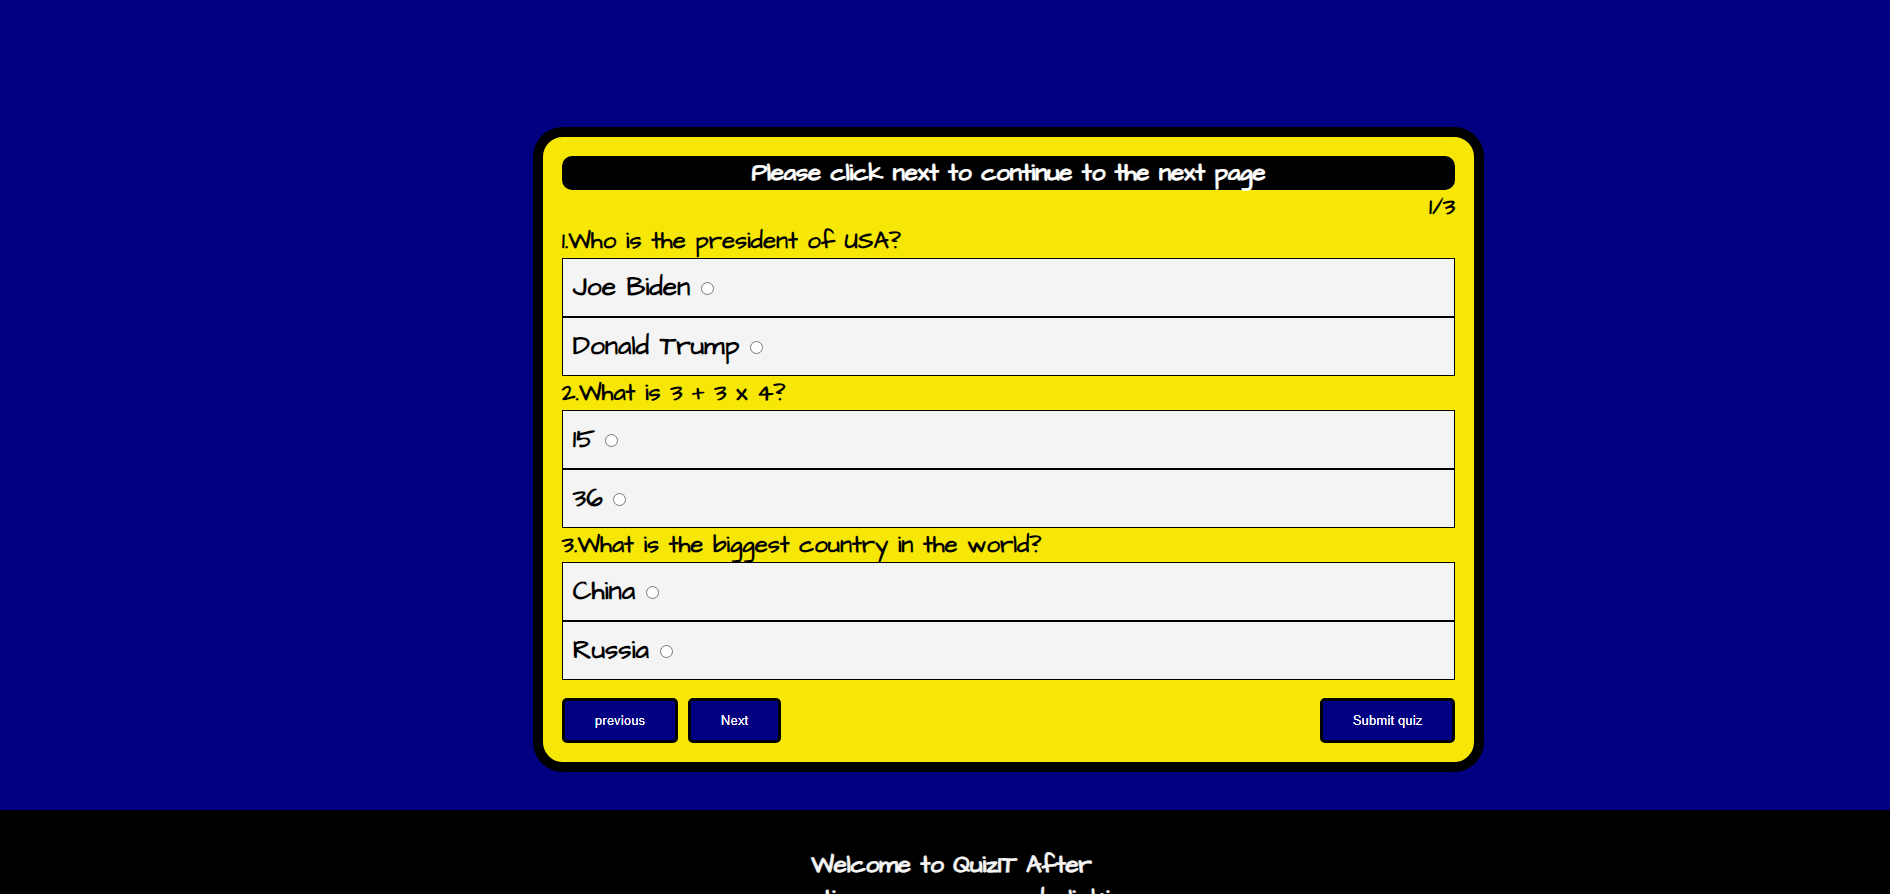 Please click next to continue to the next page
1/3
1.Who is the president of USA?
Joe Biden
Donald Trump
2.What is 3 + 3 x 4?
15
36
3.What is the biggest country in the world?
China
Russia
previous Next Submit quiz
Welcome to QuizIT After